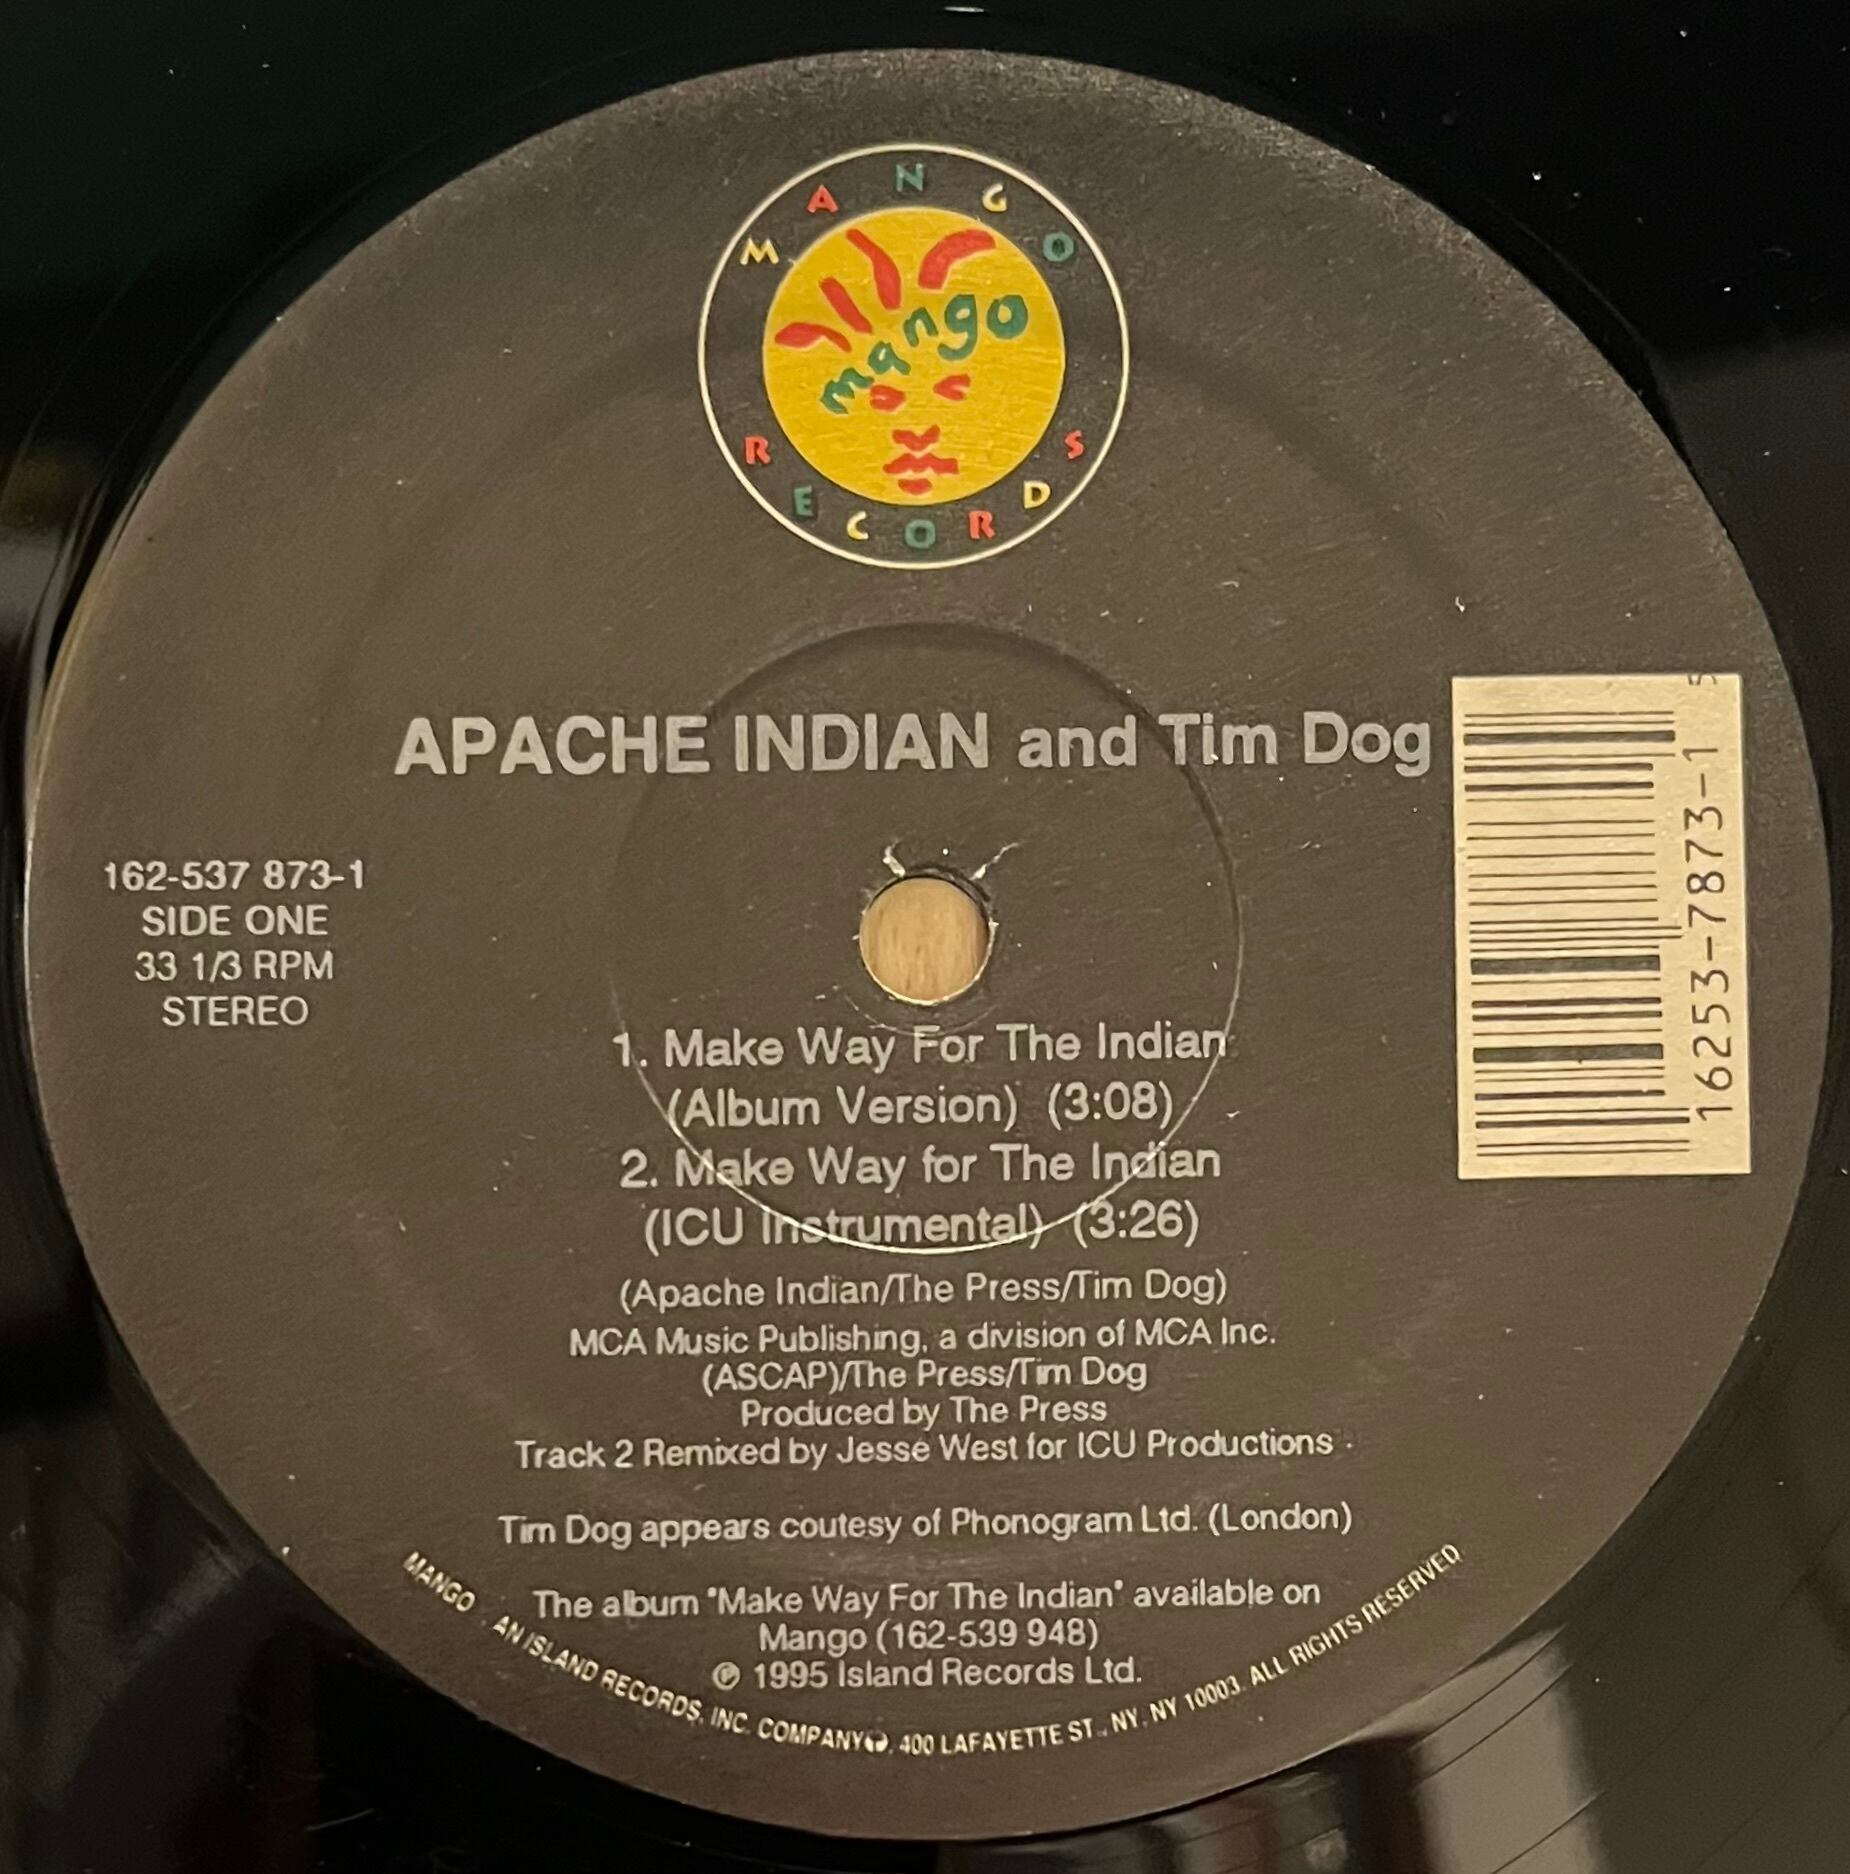 MANGO
mango
RECORDS
APACHE INDIAN and Tim Dog
162-537 873-1
SIDE ONE
33 1/3 RPM
STEREO
5
16253-7873-1
1. Make Way For The Indian
(Album Version) (3:08)
2. Make Way for The Indian
(ICU Instrumental) (3:26)
(Apache Indian/The Press/Tim Dog)
MCA Music Publishing, a division of MCA Inc.
(ASCAP)/The Press/Tim Dog
Produced by The Press
Track 2 Remixed by Jesse West for ICU Productions
Tim Dog appears coutesy of Phonogram Ltd. (London)
The album "Make Way For The Indian" available on
Mango (162-539 948)
℗ 1995 Island Records Ltd.
MANGO , AN ISLAND RECORDS, INC. COMPANY, 400 LAFAYETTE ST., NY, NY 10003. ALL RIGHTS RESERVED